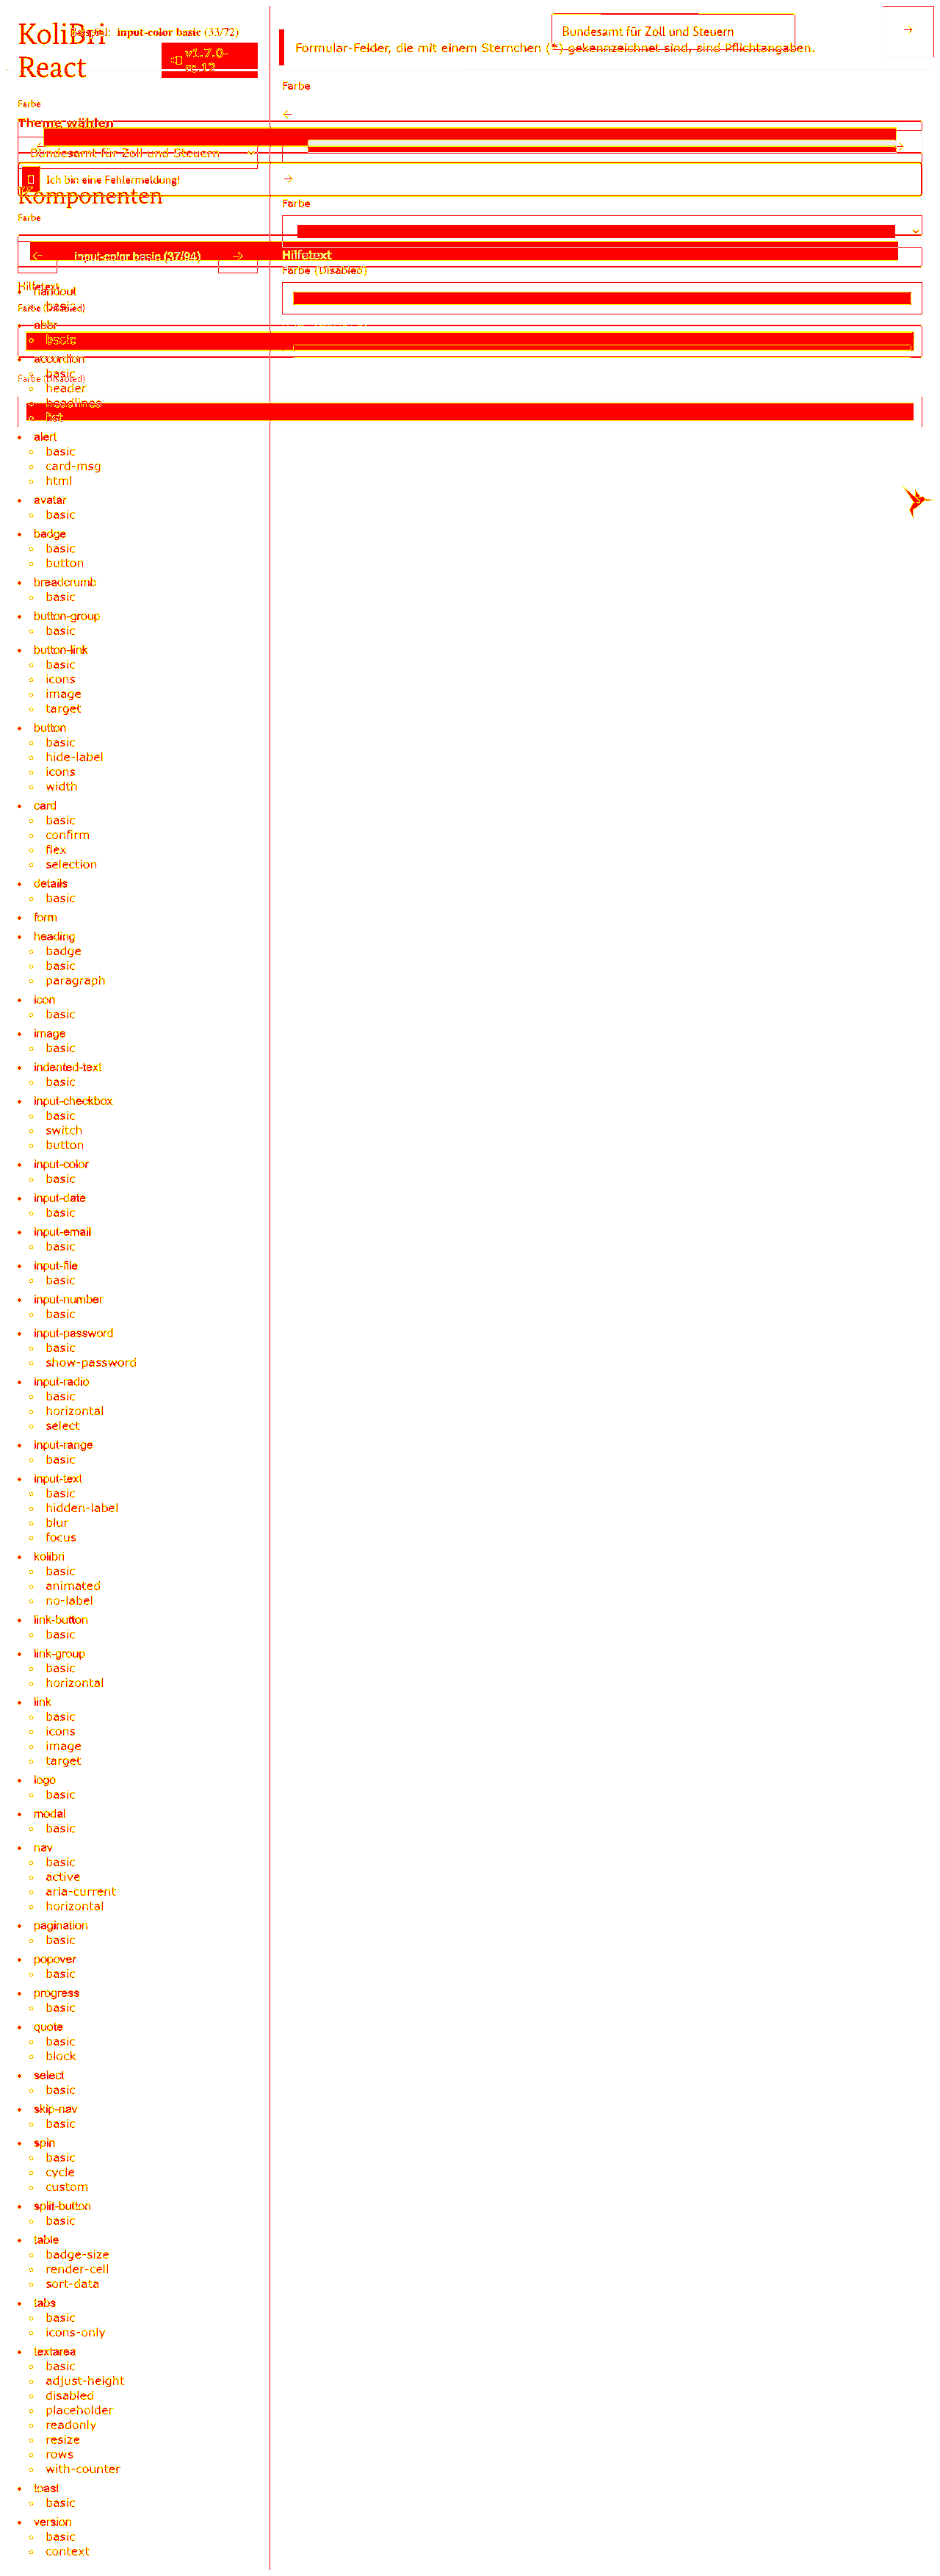 KoliBri
React
Beispiel: input-color basic (33/72)
v1.7.0-
rc.12
Bundesamt für Zoll und Steuern
Formular-Felder, die mit einem Sternchen (*) gekennzeichnet sind, sind Pflichtangaben.
Farbe
Farbe
Theme wählen
Bundesamt für Zoll und Steuern
Ich bin eine Fehlermeldung!
Komponenten
Farbe
Farbe
input-color basic (37/94)
Hilfetext
Farbe (Disabled)
Hilfetext
handout
basic
Farbe (Disabled)
abbr
basic
accordion
basic
Farbe (Disabled)
header
headlines
list
alert
basic
card-msg
html
avatar
basic
badge
basic
button
breadcrumb
basic
button-group
basic
button-link
basic
icons
image
target
button
basic
hide-label
icons
width
card
basic
confirm
flex
selection
details
basic
form
heading
badge
basic
paragraph
icon
basic
image
basic
indented-text
basic
input-checkbox
basic
switch
button
input-color
basic
input-date
basic
input-email
basic
input-file
basic
input-number
basic
input-password
basic
show-password
input-radio
basic
horizontal
select
input-range
basic
input-text
basic
hidden-label
blur
focus
kolibri
basic
animated
no-label
link-button
basic
link-group
basic
horizontal
link
basic
icons
image
target
logo
basic
modal
basic
nav
basic
active
aria-current
horizontal
pagination
basic
popover
basic
progress
basic
quote
basic
block
select
basic
skip-nav
basic
spin
basic
cycle
custom
split-button
basic
table
badge-size
render-cell
sort-data
tabs
basic
icons-only
textarea
basic
adjust-height
disabled
placeholder
readonly
resize
rows
with-counter
toast
basic
version
basic
context